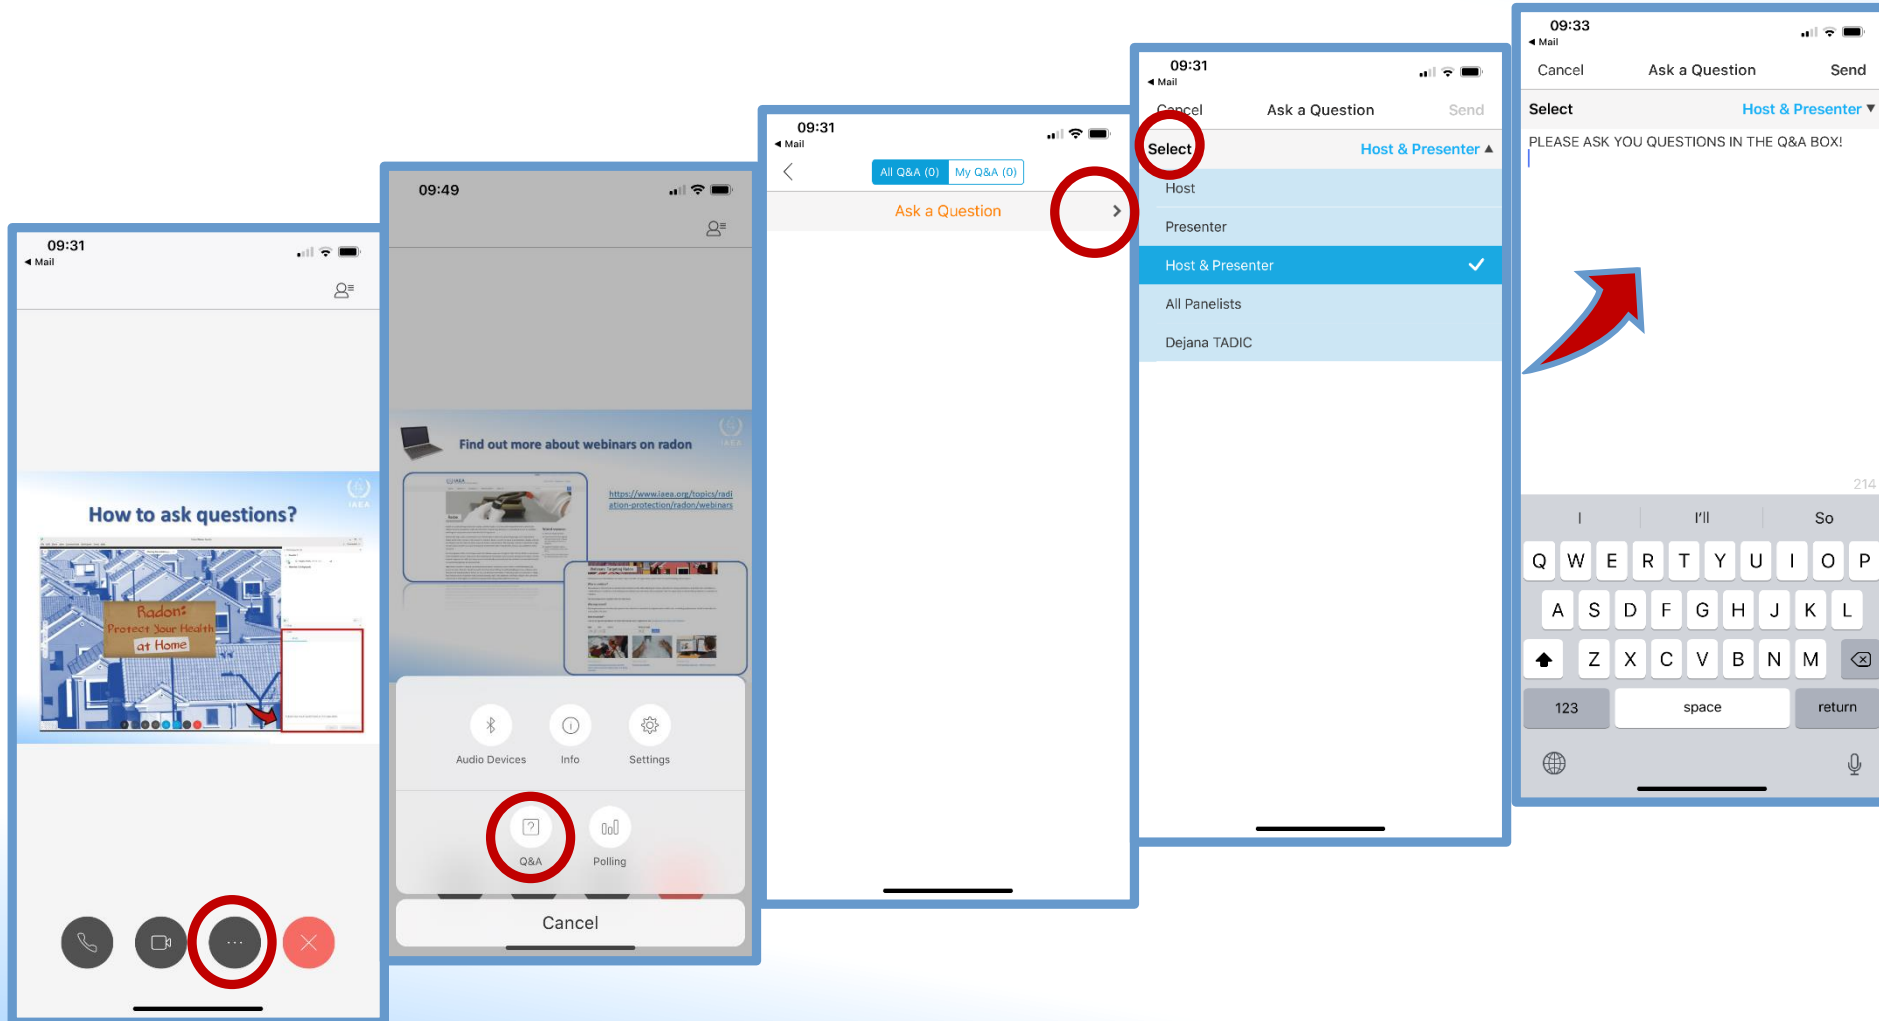 09:31
◀ Mail
How to ask questions?
IAEA
Radon:
Protect Your Health
at Home
09:49
Find out more about webinars on radon
IAEA
https://www.iaea.org/topics/radi
ation-protection/radon/webinars
Audio Devices
Info
Settings
Q&A
Polling
Cancel
09:31
◀ Mail
All Q&A (0)
My Q&A (0)
Ask a Question
09:31
◀ Mail
Cancel
Ask a Question
Send
Select
Host & Presenter ▲
Host
Presenter
Host & Presenter
All Panelists
Dejana TADIC
09:33
◀ Mail
Cancel
Ask a Question
Send
Select
Host & Presenter ▼
PLEASE ASK YOU QUESTIONS IN THE Q&A BOX!
214
I
I'll
So
Q W E R T Y U I O P
A S D F G H J K L
Z X C V B N M
123
space
return